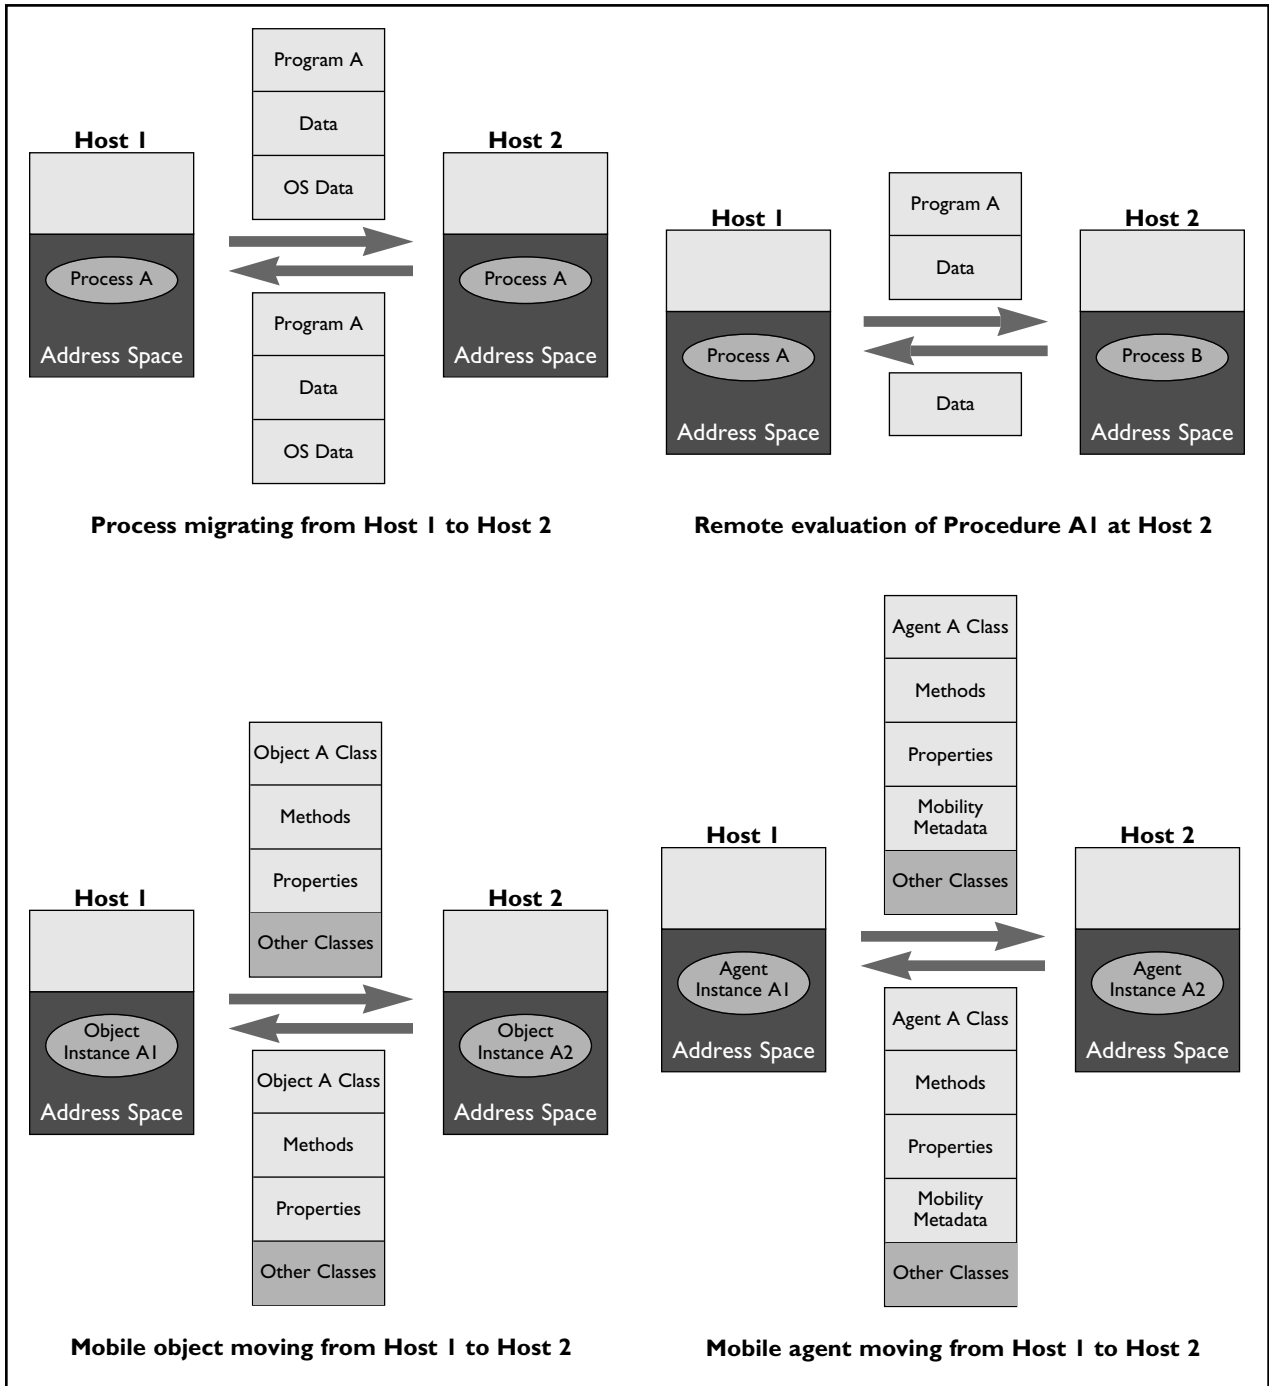 Program A
Data
OS Data
Host 1
Host 2
Process A
Process A
Address Space
Address Space
Program A
Data
OS Data
Process migrating from Host 1 to Host 2
Program A
Data
Host 1
Host 2
Process A
Process B
Address Space
Address Space
Data
Remote evaluation of Procedure A1 at Host 2
Object A Class
Methods
Properties
Other Classes
Host 1
Host 2
Object
Instance A1
Object
Instance A2
Address Space
Address Space
Object A Class
Methods
Properties
Other Classes
Mobile object moving from Host 1 to Host 2
Agent A Class
Methods
Properties
Mobility
Metadata
Other Classes
Host 1
Host 2
Agent
Instance A1
Agent
Instance A2
Address Space
Address Space
Agent A Class
Methods
Properties
Mobility
Metadata
Other Classes
Mobile agent moving from Host 1 to Host 2